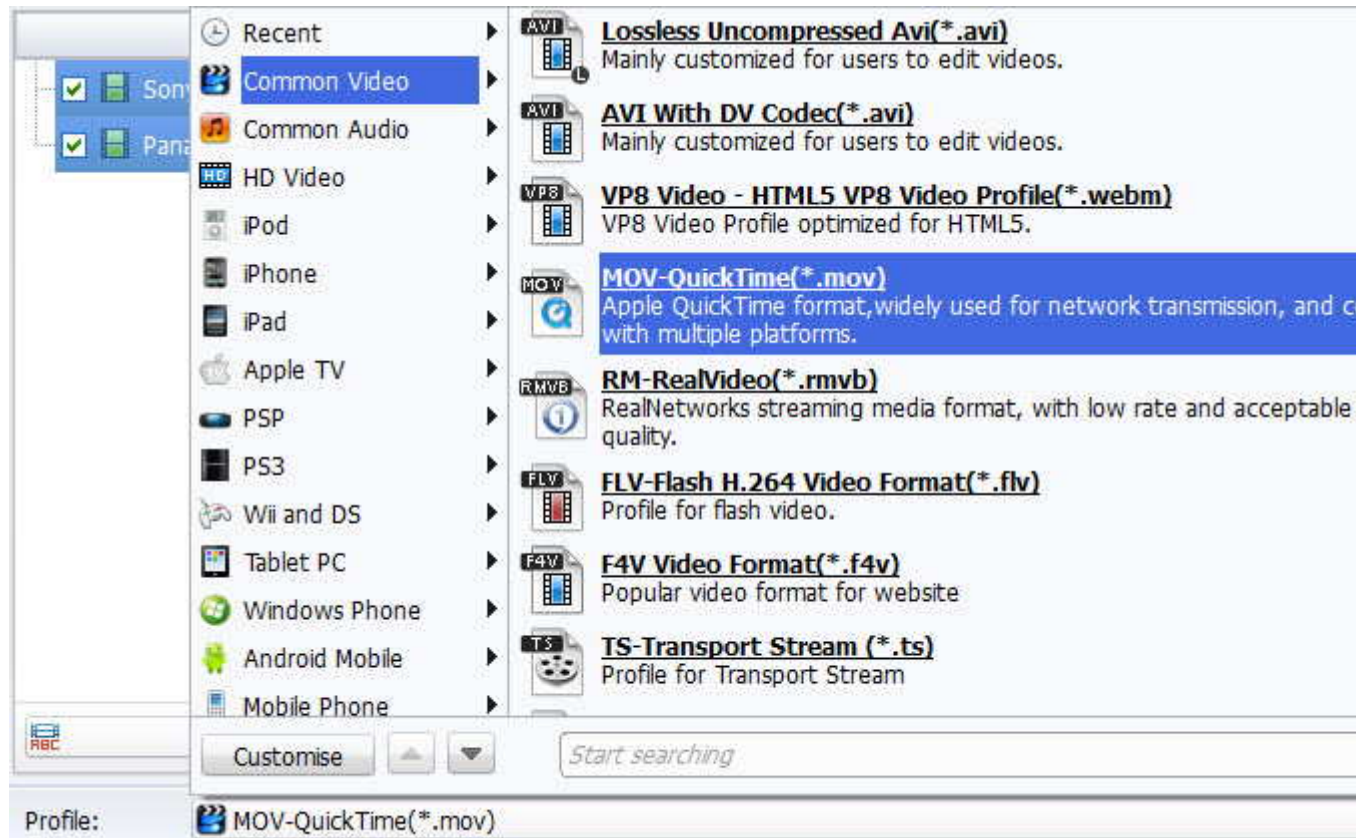 Sony
Pana
Recent
Common Video
Common Audio
HD Video
iPod
iPhone
iPad
Apple TV
PSP
PS3
Wii and DS
Tablet PC
Windows Phone
Android Mobile
Mobile Phone
AVI
Lossless Uncompressed Avi(*.avi)
Mainly customized for users to edit videos.
L
AVI
AVI With DV Codec(*.avi)
Mainly customized for users to edit videos.
VP8
VP8 Video - HTML5 VP8 Video Profile(*.webm)
VP8 Video Profile optimized for HTML5.
MOV
MOV-QuickTime(*.mov)
Apple QuickTime format,widely used for network transmission, and c
with multiple platforms.
RMVB
RM-RealVideo(*.rmvb)
RealNetworks streaming media format, with low rate and acceptable
quality.
FLV
FLV-Flash H.264 Video Format(*.flv)
Profile for flash video.
F4V
F4V Video Format(*.f4v)
Popular video format for website
TS
TS-Transport Stream (*.ts)
Profile for Transport Stream
ABC
Customise
Start searching
Profile:
MOV-QuickTime(*.mov)